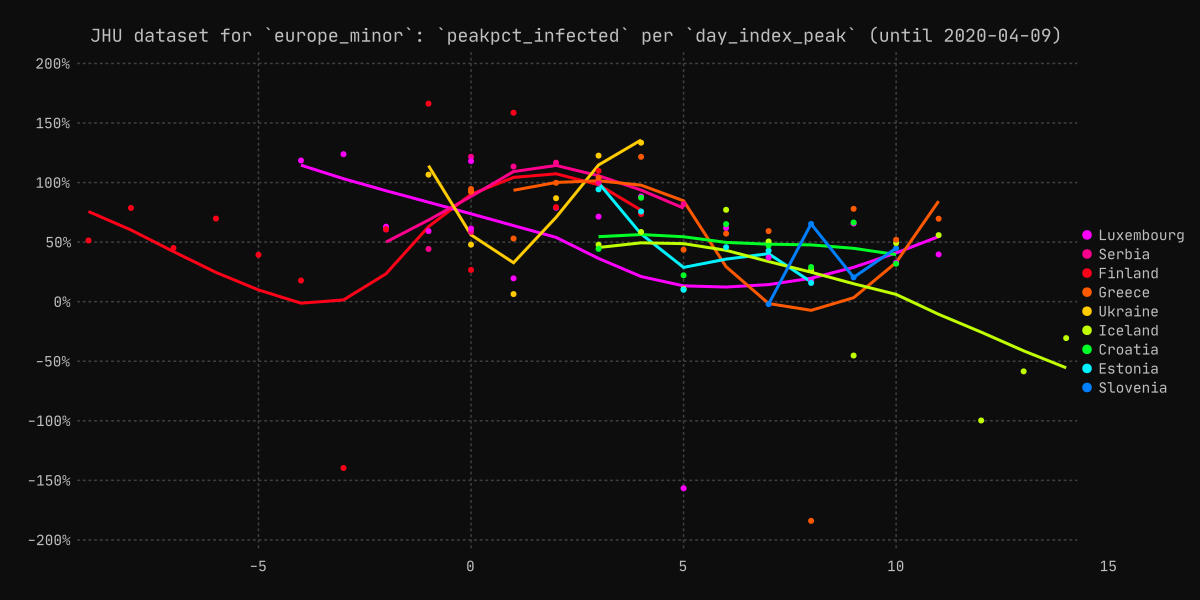 JHU dataset for `europe_minor`: `peakpct_infected` per `day_index_peak` (until 2020-04-09)
200%
150%
100%
50%
0%
-50%
-100%
-150%
-200%
-5
0
5
10
15
Luxembourg
Serbia
Finland
Greece
Ukraine
Iceland
Croatia
Estonia
Slovenia